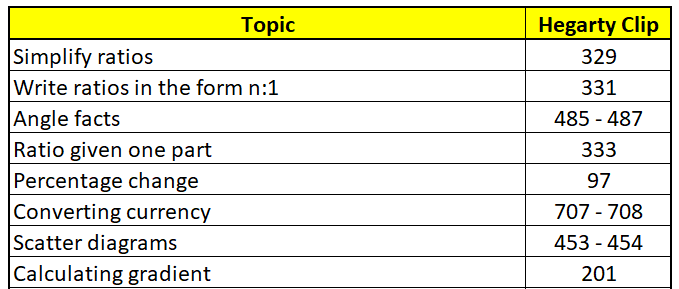 Topic Hegarty Clip
Simplify ratios 329
Write ratios in the form n:1 331
Angle facts 485 - 487
Ratio given one part 333
Percentage change 97
Converting currency 707 - 708
Scatter diagrams 453 - 454
Calculating gradient 201